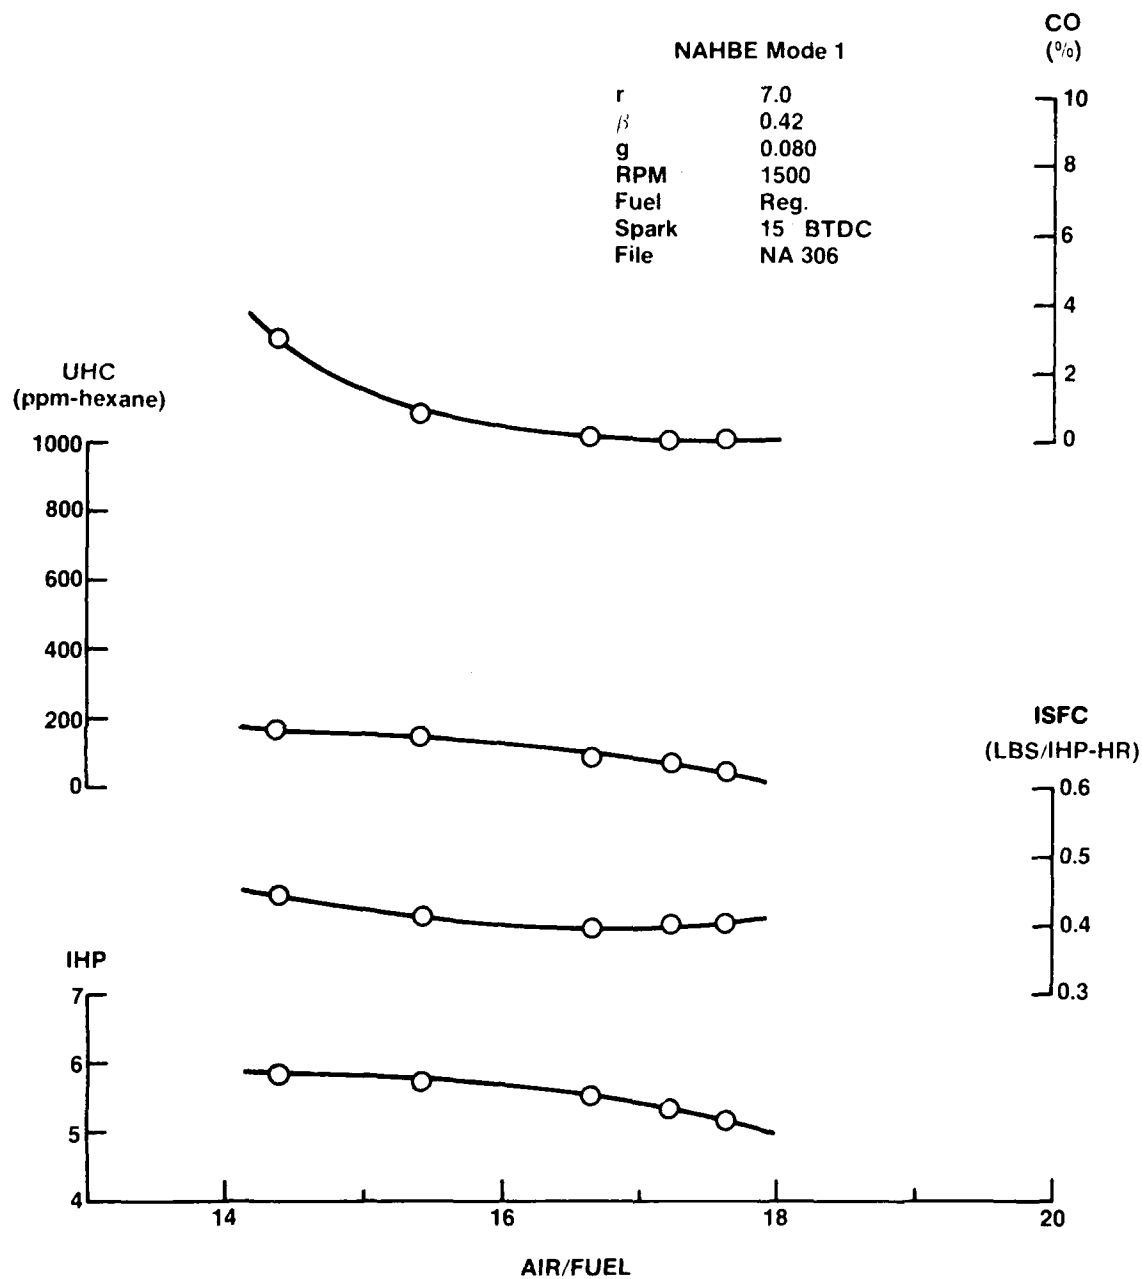 CO
(%)
NAHBE Mode 1
r 7.0
β 0.42
g 0.080
RPM 1500
Fuel Reg.
Spark 15 BTDC
File NA 306
10
8
6
4
2
0
UHC
(ppm-hexane)
1000
800
600
400
200
0
ISFC
(LBS/IHP-HR)
0.6
0.5
0.4
0.3
IHP
7
6
5
4
14 16 18 20
AIR/FUEL